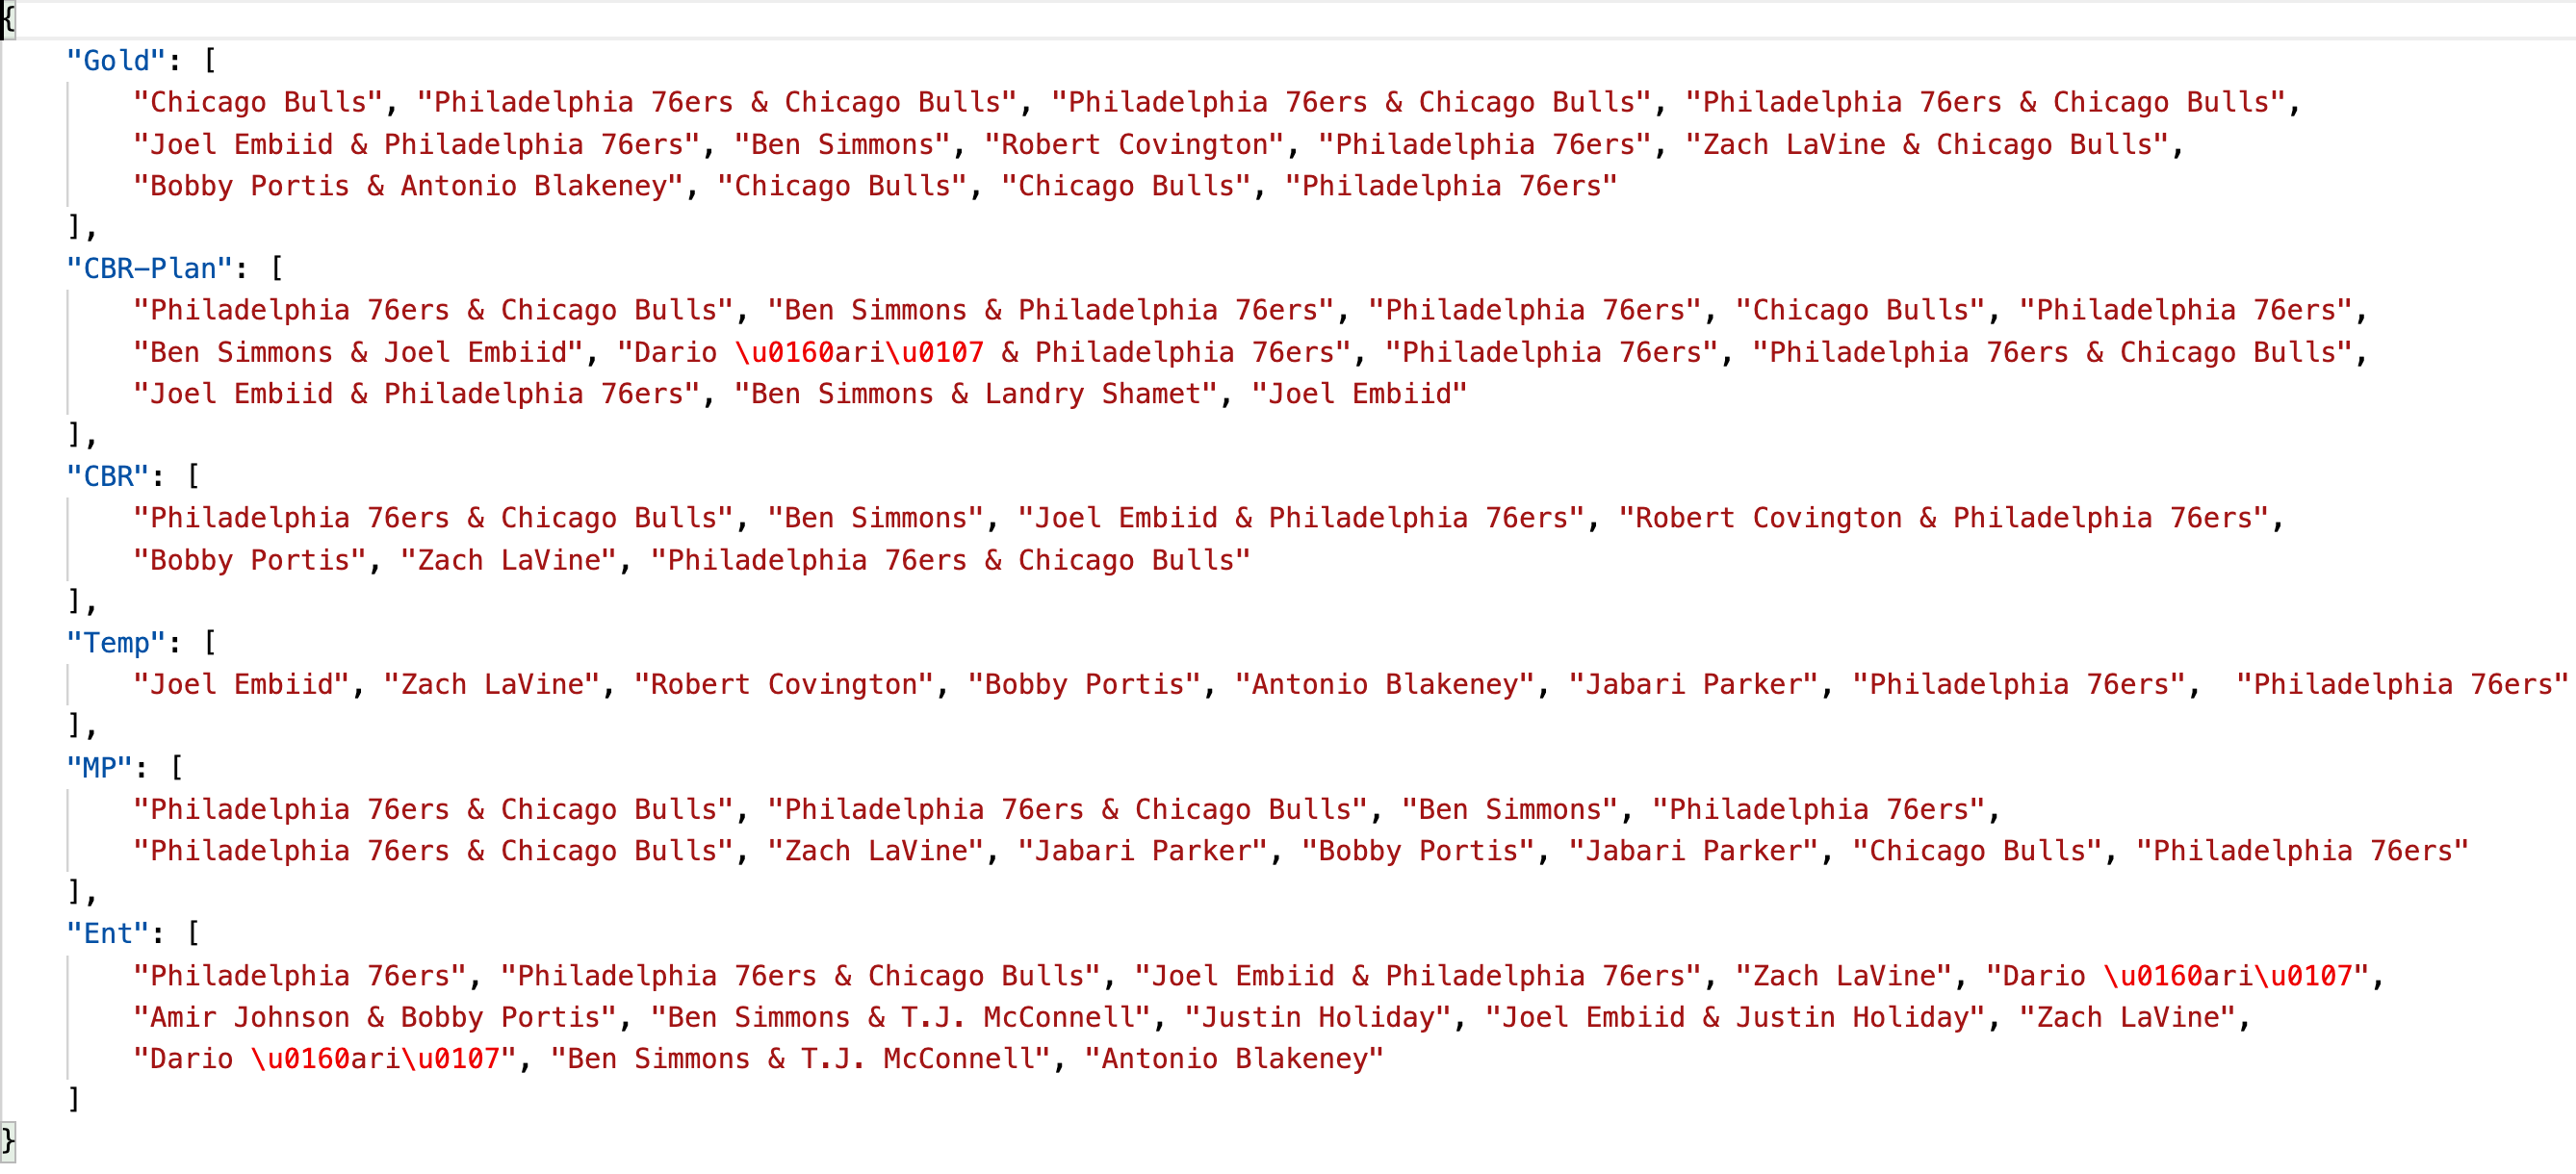 {
"Gold": [
"Chicago Bulls", "Philadelphia 76ers & Chicago Bulls", "Philadelphia 76ers & Chicago Bulls", "Philadelphia 76ers & Chicago Bulls",
"Joel Embiid & Philadelphia 76ers", "Ben Simmons", "Robert Covington", "Philadelphia 76ers", "Zach LaVine & Chicago Bulls",
"Bobby Portis & Antonio Blakeney", "Chicago Bulls", "Chicago Bulls", "Philadelphia 76ers"
],
"CBR-Plan": [
"Philadelphia 76ers & Chicago Bulls", "Ben Simmons & Philadelphia 76ers", "Philadelphia 76ers", "Chicago Bulls", "Philadelphia 76ers",
"Ben Simmons & Joel Embiid", "Dario \u0160ari\u0107 & Philadelphia 76ers", "Philadelphia 76ers", "Philadelphia 76ers & Chicago Bulls",
"Joel Embiid & Philadelphia 76ers", "Ben Simmons & Landry Shamet", "Joel Embiid"
],
"CBR": [
"Philadelphia 76ers & Chicago Bulls", "Ben Simmons", "Joel Embiid & Philadelphia 76ers", "Robert Covington & Philadelphia 76ers",
"Bobby Portis", "Zach LaVine", "Philadelphia 76ers & Chicago Bulls"
],
"Temp": [
"Joel Embiid", "Zach LaVine", "Robert Covington", "Bobby Portis", "Antonio Blakeney", "Jabari Parker", "Philadelphia 76ers",  "Philadelphia 76ers"
],
"MP": [
"Philadelphia 76ers & Chicago Bulls", "Philadelphia 76ers & Chicago Bulls", "Ben Simmons", "Philadelphia 76ers",
"Philadelphia 76ers & Chicago Bulls", "Zach LaVine", "Jabari Parker", "Bobby Portis", "Jabari Parker", "Chicago Bulls", "Philadelphia 76ers"
],
"Ent": [
"Philadelphia 76ers", "Philadelphia 76ers & Chicago Bulls", "Joel Embiid & Philadelphia 76ers", "Zach LaVine", "Dario \u0160ari\u0107",
"Amir Johnson & Bobby Portis", "Ben Simmons & T.J. McConnell", "Justin Holiday", "Joel Embiid & Justin Holiday", "Zach LaVine",
"Dario \u0160ari\u0107", "Ben Simmons & T.J. McConnell", "Antonio Blakeney"
]
}